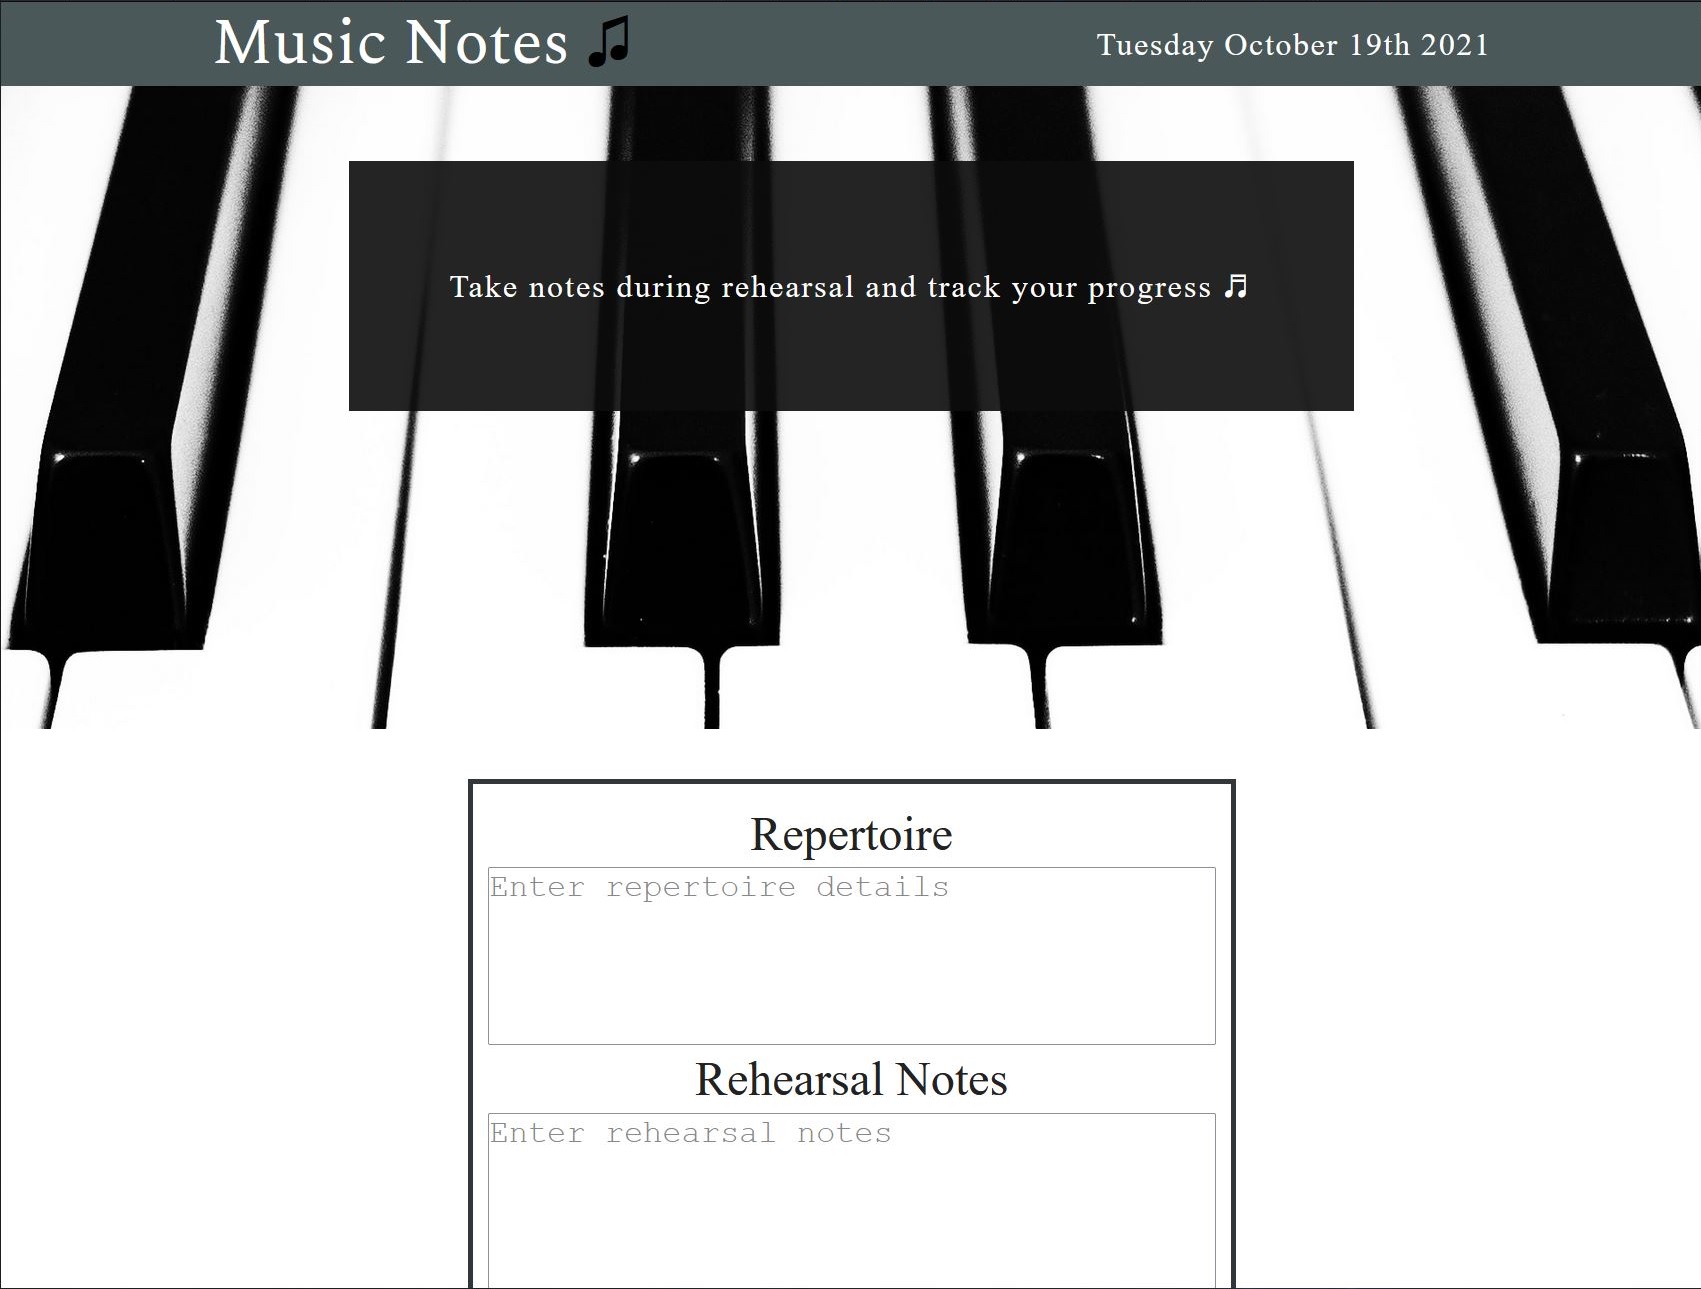 Music Notes ♫
Tuesday October 19th 2021
Take notes during rehearsal and track your progress ♬
Repertoire
Enter repertoire details
Rehearsal Notes
Enter rehearsal notes